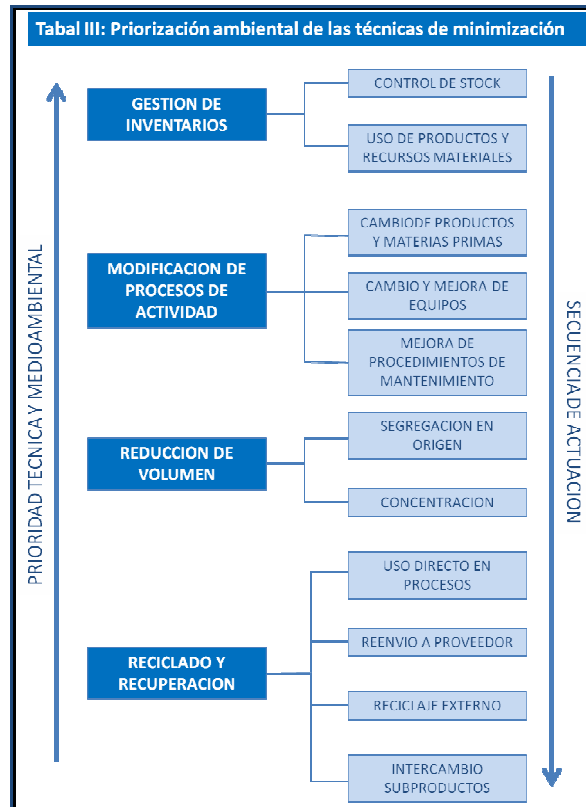 Tabal III: Priorización ambiental de las técnicas de minimización
PRIORIDAD TECNICA Y MEDIOAMBIENTAL
GESTION DE
INVENTARIOS
CONTROL DE STOCK
USO DE PRODUCTOS Y
RECURSOS MATERIALES
MODIFICACION DE
PROCESOS DE
ACTIVIDAD
CAMBIODE PRODUCTOS
Y MATERIAS PRIMAS
CAMBIO Y MEJORA DE
EQUIPOS
MEJORA DE
PROCEDIMIENTOS DE
MANTENIMIENTO
REDUCCION DE
VOLUMEN
SEGREGACION EN
ORIGEN
CONCENTRACION
RECICLADO Y
RECUPERACION
USO DIRECTO EN
PROCESOS
REENVIO A PROVEEDOR
RECICLAJE EXTERNO
INTERCAMBIO
SUBPRODUCTOS
SECUENCIA DE ACTUACION